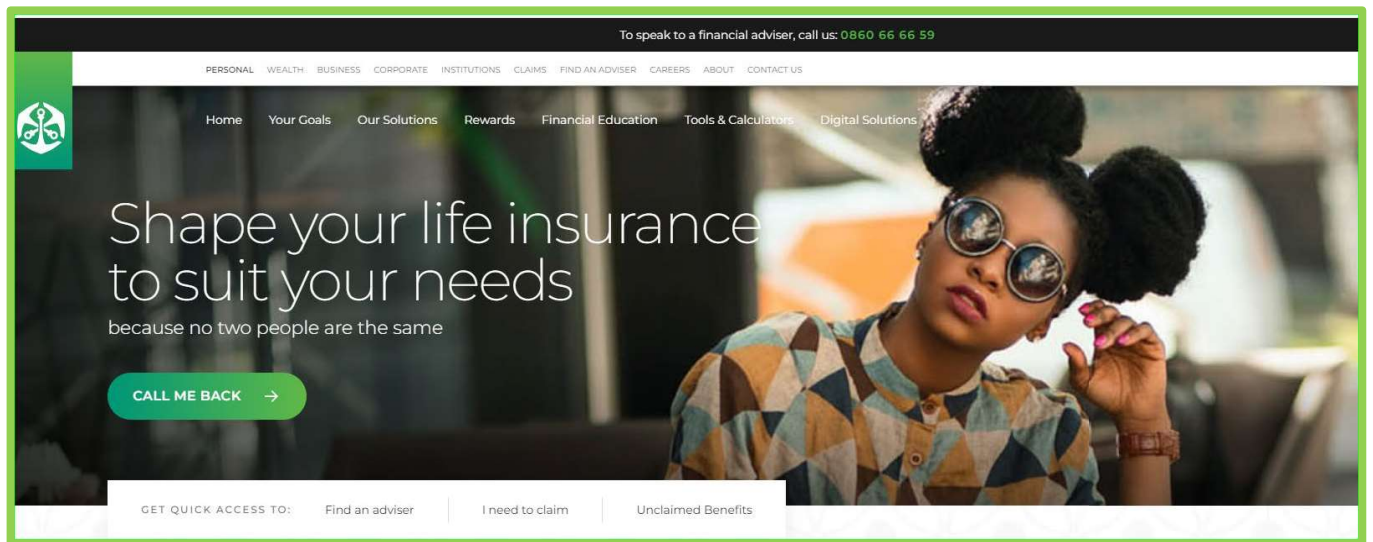 To speak to a financial adviser, call us: 0860 66 66 59
PERSONAL WEALTH BUSINESS CORPORATE INSTITUTIONS CLAIMS FIND AN ADVISER CAREERS ABOUT CONTACT US
Home Your Goals Our Solutions Rewards Financial Education Tools & Calculators Digital Solutions
Shape your life insurance
to suit your needs
because no two people are the same
CALL ME BACK →
GET QUICK ACCESS TO: Find an adviser I need to claim Unclaimed Benefits